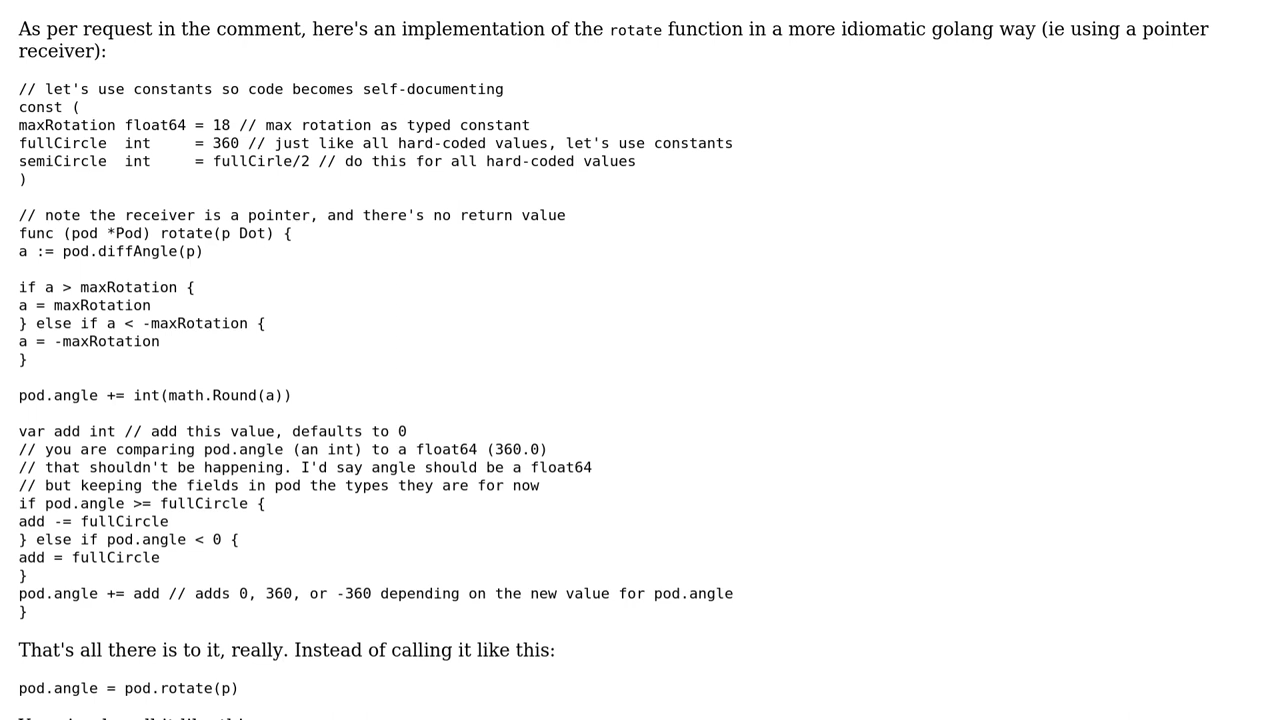 As per request in the comment, here's an implementation of the rotate function in a more idiomatic golang way (ie using a pointer
receiver):
// let's use constants so code becomes self-documenting
const (
maxRotation float64 = 18 // max rotation as typed constant
fullCircle  int     = 360 // just like all hard-coded values, let's use constants
semiCircle  int     = fullCirle/2 // do this for all hard-coded values
)
// note the receiver is a pointer, and there's no return value
func (pod *Pod) rotate(p Dot) {
a := pod.diffAngle(p)
if a > maxRotation {
a = maxRotation
} else if a < -maxRotation {
a = -maxRotation
}
pod.angle += int(math.Round(a))
var add int // add this value, defaults to 0
// you are comparing pod.angle (an int) to a float64 (360.0)
// that shouldn't be happening. I'd say angle should be a float64
// but keeping the fields in pod the types they are for now
if pod.angle >= fullCircle {
add -= fullCircle
} else if pod.angle < 0 {
add = fullCircle
}
pod.angle += add // adds 0, 360, or -360 depending on the new value for pod.angle
}
That's all there is to it, really. Instead of calling it like this:
pod.angle = pod.rotate(p)